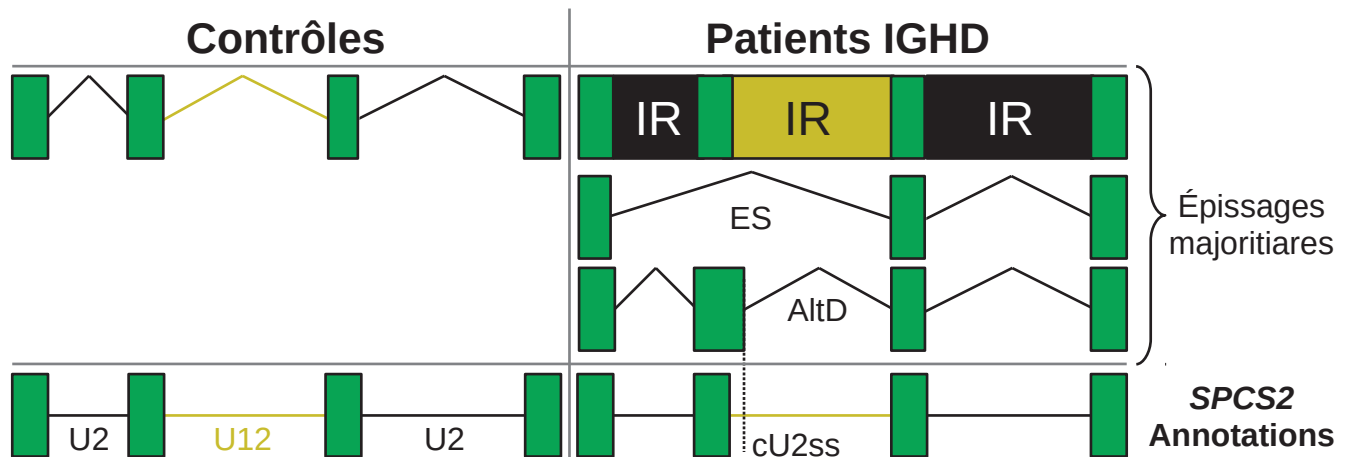 Contrôles
Patients IGHD
IR
IR
IR
ES
Épissages
majoritiares
AltD
SPCS2
Annotations
U2
U12
U2
cU2ss